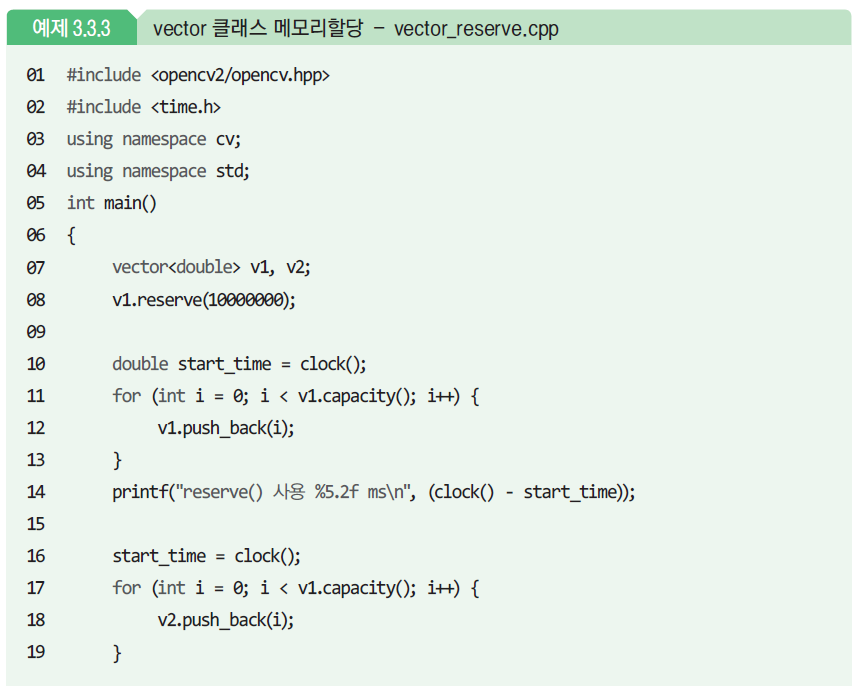 예제 3.3.3 vector 클래스 메모리할당 - vector_reserve.cpp
01 #include <opencv2/opencv.hpp>
02 #include <time.h>
03 using namespace cv;
04 using namespace std;
05 int main()
06 {
07 vector<double> v1, v2;
08 v1.reserve(10000000);
09
10 double start_time = clock();
11 for (int i = 0; i < v1.capacity(); i++) {
12 v1.push_back(i);
13 }
14 printf("reserve() 사용 %5.2f ms\n", (clock() - start_time));
15
16 start_time = clock();
17 for (int i = 0; i < v1.capacity(); i++) {
18 v2.push_back(i);
19 }